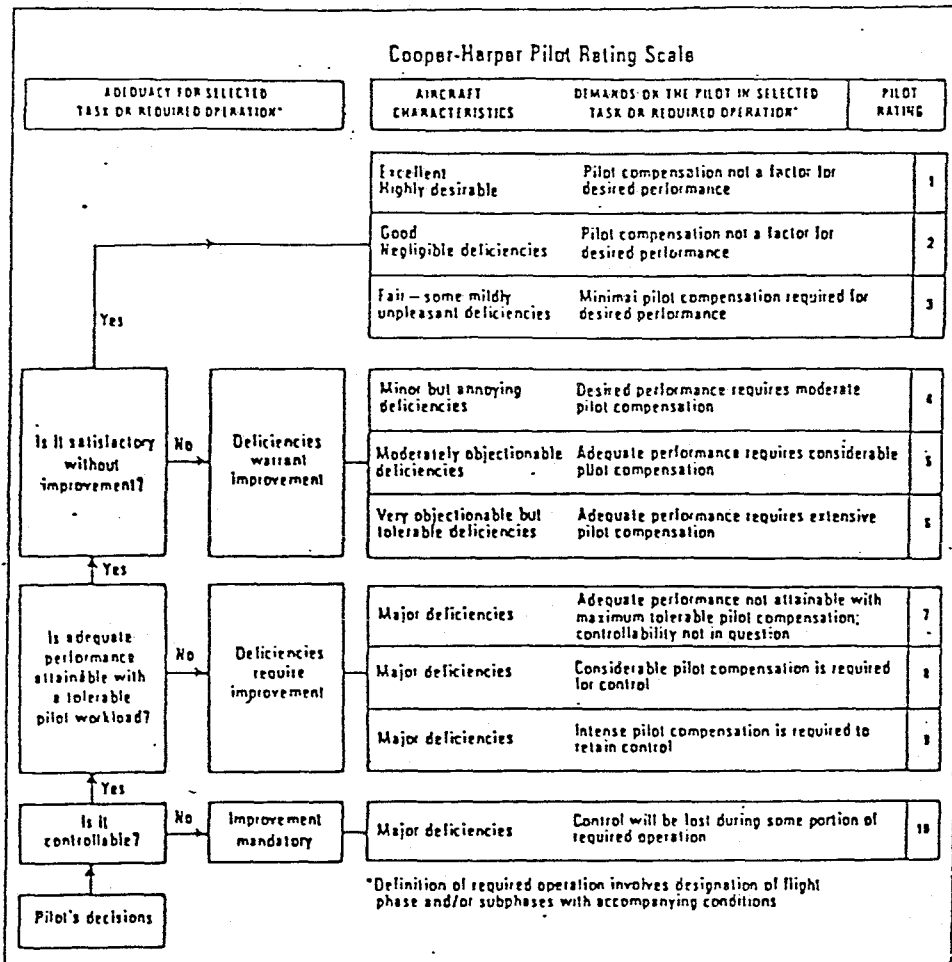 Cooper-Harper Pilot Rating Scale
ADEQUACY FOR SELECTED
TASK OR REQUIRED OPERATION*
AIRCRAFT
CHARACTERISTICS
DEMANDS ON THE PILOT IN SELECTED
TASK OR REQUIRED OPERATION*
PILOT
RATING
Excellent
Highly desirable
Pilot compensation not a factor for
desired performance
1
Good
Negligible deficiencies
Pilot compensation not a factor for
desired performance
2
Fair – some mildly
unpleasant deficiencies
Minimal pilot compensation required for
desired performance
3
Yes
Is it satisfactory
without
improvement?
No
Deficiencies
warrant
improvement
Minor but annoying
deficiencies
Desired performance requires moderate
pilot compensation
4
Moderately objectionable
deficiencies
Adequate performance requires considerable
pilot compensation
5
Very objectionable but
tolerable deficiencies
Adequate performance requires extensive
pilot compensation
6
Yes
Is adequate
performance
attainable with
a tolerable
pilot workload?
No
Deficiencies
require
improvement
Major deficiencies
Adequate performance not attainable with
maximum tolerable pilot compensation;
controllability not in question
7
Major deficiencies
Considerable pilot compensation is required
for control
8
Major deficiencies
Intense pilot compensation is required to
retain control
9
Yes
Is it
controllable?
No
Improvement
mandatory
Major deficiencies
Control will be lost during some portion of
required operation
10
Pilot's decisions
*Definition of required operation involves designation of flight
phase and/or subphases with accompanying conditions